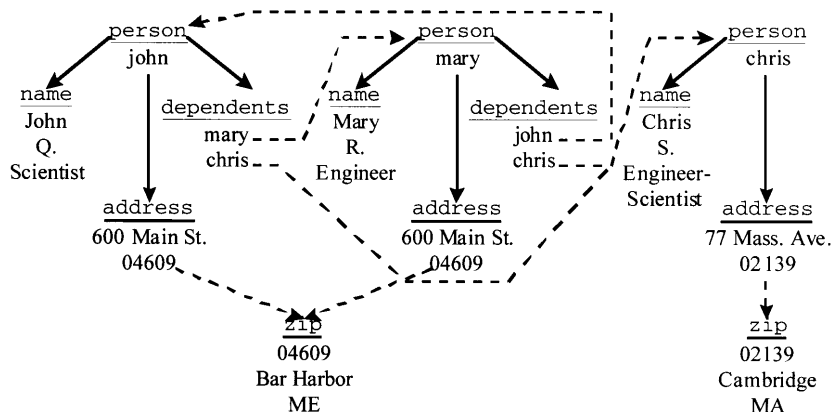 person
john
name
John
Q.
Scientist
dependents
mary
chris
address
600 Main St.
04609
person
mary
name
Mary
R.
Engineer
dependents
john
chris
address
600 Main St.
04609
zip
04609
Bar Harbor
ME
person
chris
name
Chris
S.
Engineer-
Scientist
address
77 Mass. Ave.
02139
zip
02139
Cambridge
MA